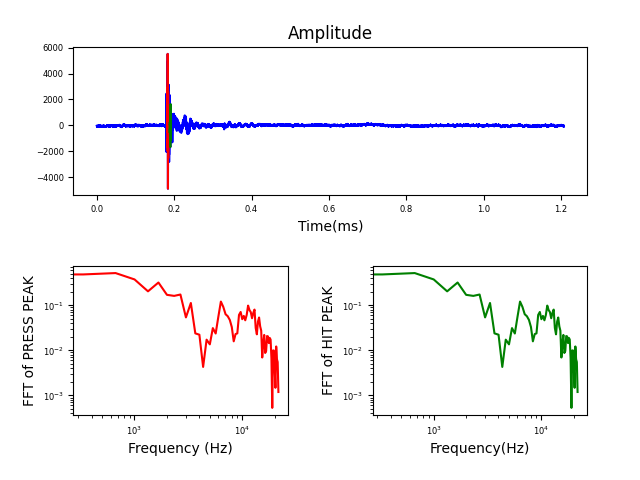 Amplitude
6000
4000
2000
0
−2000
−4000
0.0 0.2 0.4 0.6 0.8 1.0 1.2
Time(ms)
FFT of PRESS PEAK
10⁻¹
10⁻²
10⁻³
10³ 10⁴
Frequency (Hz)
FFT of HIT PEAK
10⁻¹
10⁻²
10⁻³
10³ 10⁴
Frequency(Hz)